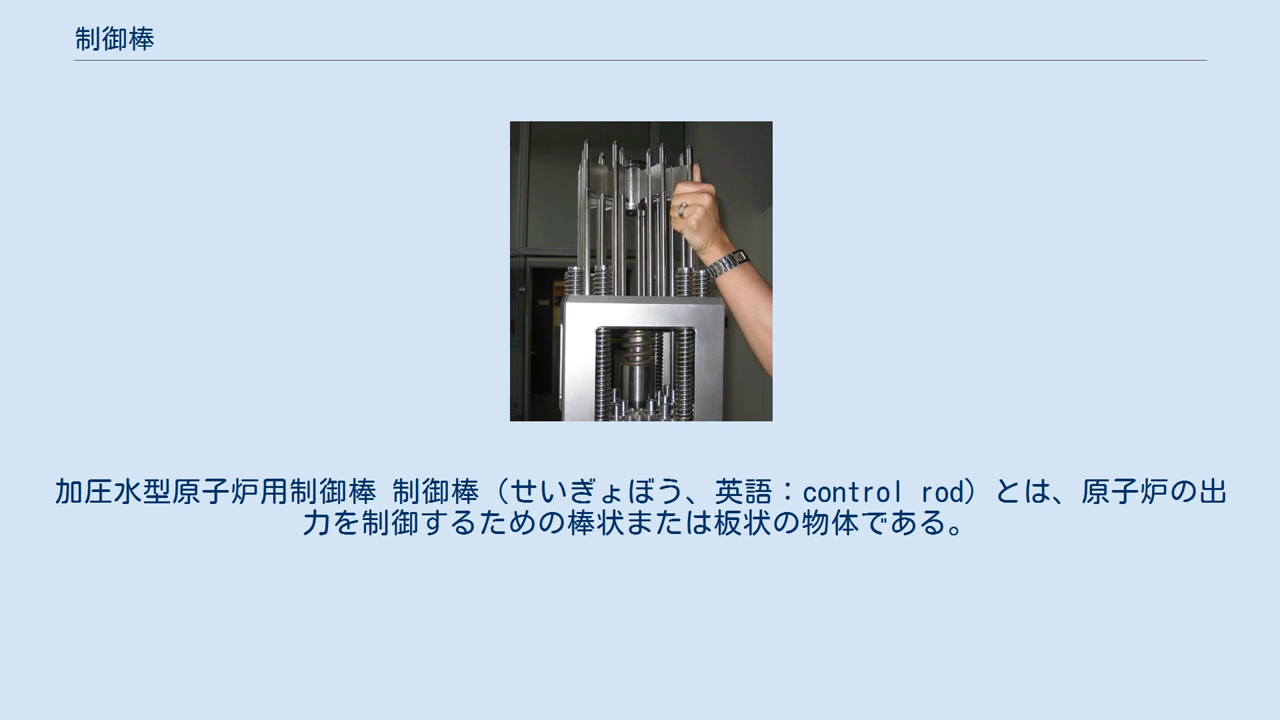 制御棒
加圧水型原子炉用制御棒 制御棒（せいぎょぼう、英語：control rod）とは、原子炉の出
力を制御するための棒状または板状の物体である。